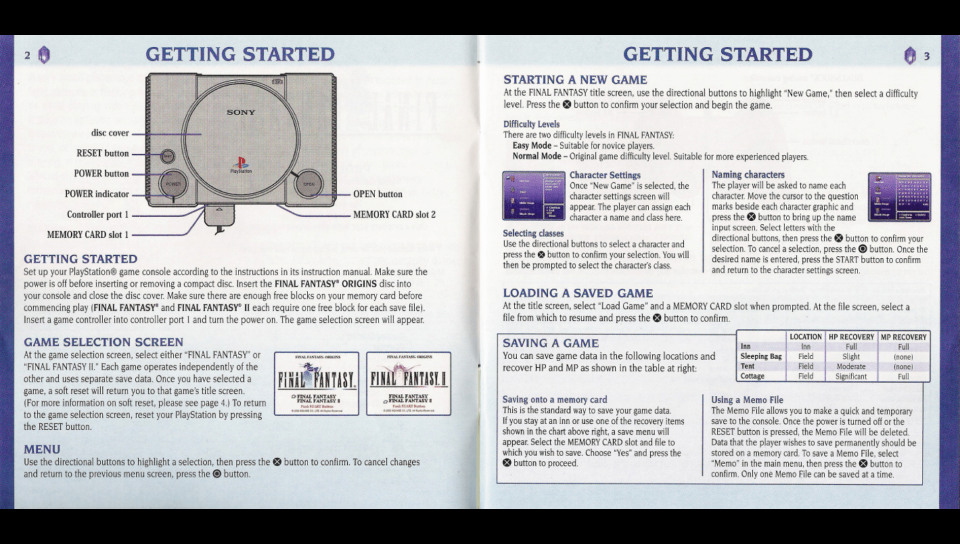 2
GETTING STARTED
SONY
PlayStation
POWER
OPEN
disc cover
RESET button
POWER button
POWER indicator
Controller port 1
MEMORY CARD slot 1
OPEN button
MEMORY CARD slot 2
GETTING STARTED
Set up your PlayStation® game console according to the instructions in its instruction manual. Make sure the
power is off before inserting or removing a compact disc. Insert the FINAL FANTASY® ORIGINS disc into
your console and close the disc cover. Make sure there are enough free blocks on your memory card before
commencing play (FINAL FANTASY® and FINAL FANTASY® II each require one free block for each save file).
Insert a game controller into controller port 1 and turn the power on. The game selection screen will appear.
GAME SELECTION SCREEN
At the game selection screen, select either “FINAL FANTASY” or
“FINAL FANTASY II.” Each game operates independently of the
other and uses separate save data. Once you have selected a
game, a soft reset will return you to that game's title screen.
(For more information on soft reset, please see page 4.) To return
to the game selection screen, reset your PlayStation by pressing
the RESET button.
FINAL FANTASY ORIGINS
FINAL FANTASY
FINAL FANTASY
FINAL FANTASY II
FINAL FANTASY ORIGINS
FINAL FANTASY II
FINAL FANTASY
FINAL FANTASY II
MENU
Use the directional buttons to highlight a selection, then press the ⊗ button to confirm. To cancel changes
and return to the previous menu screen, press the ◉ button.
GETTING STARTED
3
STARTING A NEW GAME
At the FINAL FANTASY title screen, use the directional buttons to highlight “New Game,” then select a difficulty
level. Press the ⊗ button to confirm your selection and begin the game.
Difficulty Levels
There are two difficulty levels in FINAL FANTASY:
Easy Mode – Suitable for novice players.
Normal Mode – Original game difficulty level. Suitable for more experienced players.
Character Settings
Once “New Game” is selected, the
character settings screen will
appear. The player can assign each
character a name and class here.
Selecting classes
Use the directional buttons to select a character and
press the ⊗ button to confirm your selection. You will
then be prompted to select the character's class.
Naming characters
The player will be asked to name each
character. Move the cursor to the question
marks beside each character graphic and
press the ⊗ button to bring up the name
input screen. Select letters with the
directional buttons, then press the ⊗ button to confirm your
selection. To cancel a selection, press the ◉ button. Once the
desired name is entered, press the START button to confirm
and return to the character settings screen.
LOADING A SAVED GAME
At the title screen, select “Load Game” and a MEMORY CARD slot when prompted. At the file screen, select a
file from which to resume and press the ⊗ button to confirm.
SAVING A GAME
You can save game data in the following locations and
recover HP and MP as shown in the table at right:
LOCATION HP RECOVERY MP RECOVERY
Inn Inn Full Full
Sleeping Bag Field Slight (none)
Tent Field Moderate (none)
Cottage Field Significant Full
Saving onto a memory card
This is the standard way to save your game data.
If you stay at an inn or use one of the recovery items
shown in the chart above right, a save menu will
appear. Select the MEMORY CARD slot and file to
which you wish to save. Choose “Yes” and press the
⊗ button to proceed.
Using a Memo File
The Memo File allows you to make a quick and temporary
save to the console. Once the power is turned off or the
RESET button is pressed, the Memo File will be deleted.
Data that the player wishes to save permanently should be
stored on a memory card. To save a Memo File, select
“Memo” in the main menu, then press the ⊗ button to
confirm. Only one Memo File can be saved at a time.